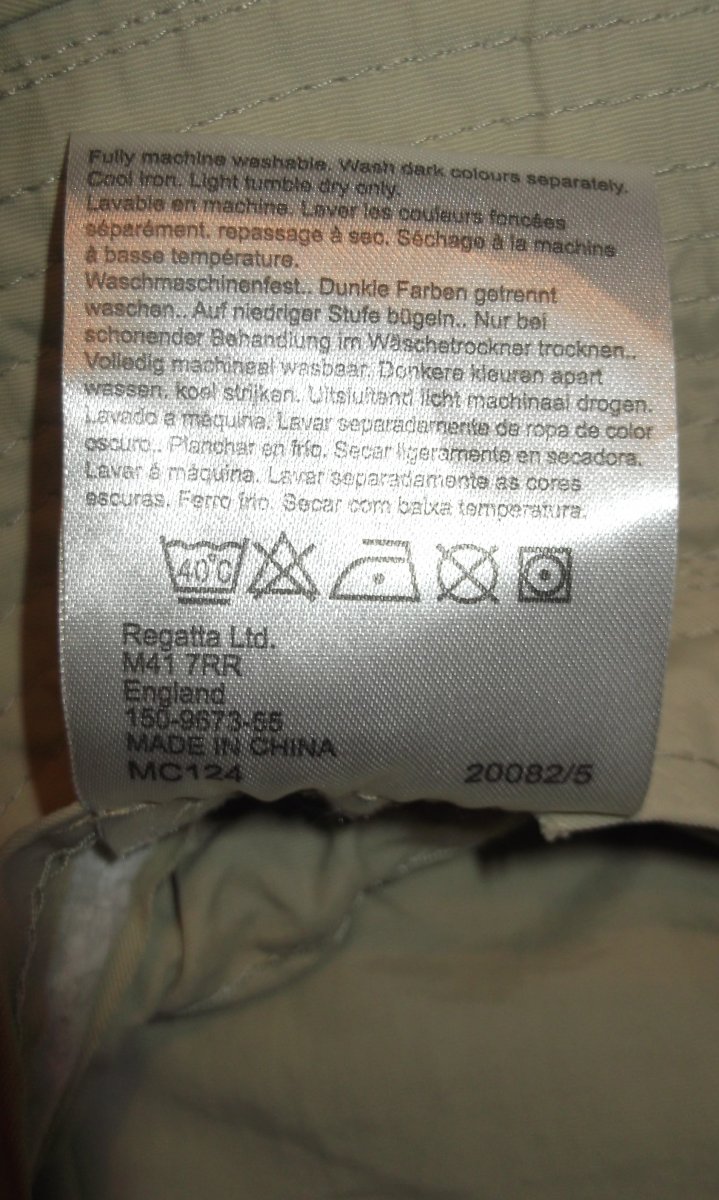 Fully machine washable. Wash dark colours separately.
Cool Iron. Light tumble dry only.
Lavable en machine. Laver les couleurs foncées
séparément. repassage à sec. Séchage à la machine
à basse température.
Waschmaschinenfest.. Dunkle Farben getrennt
waschen.. Auf niedriger Stufe bügeln.. Nur bei
schonender Behandlung im Wäschetrockner trocknen..
Volledig machinaal wasbaar. Donkere kleuren apart
wassen. koel strijken. Uitsluitend licht machinaal drogen.
Lavado a máquina. Lavar separadamente de ropa de color
oscuro.. Planchar en frío. Secar ligeramente en secadora.
Lavar á máquina. Lavar separadamente as cores
escuras. Ferro frio. Secar com baixa temperatura.
40°C
Regatta Ltd.
M41 7RR
England
150-9673-55
MADE IN CHINA
MC124 20082/5